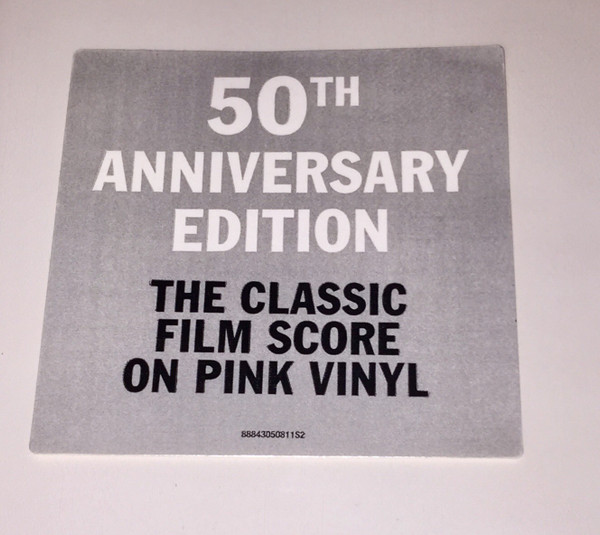 50TH
ANNIVERSARY
EDITION
THE CLASSIC
FILM SCORE
ON PINK VINYL
88843050811S2